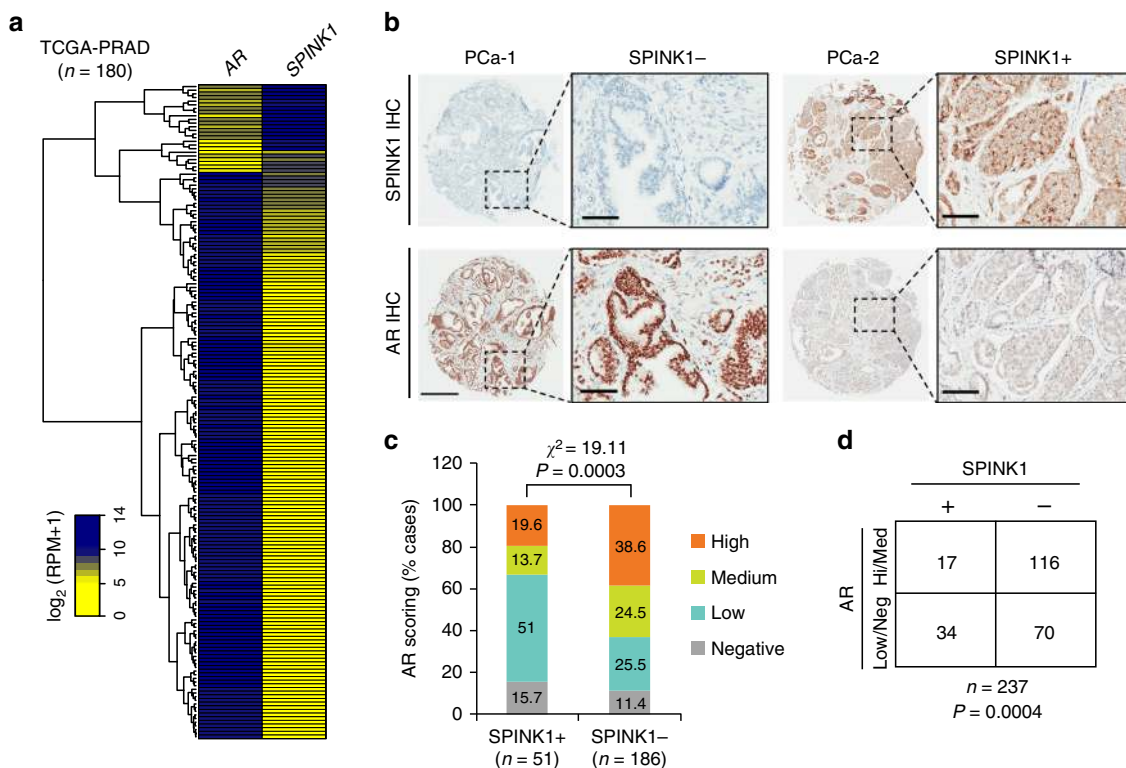 a
TCGA-PRAD
(n = 180)
AR
SPINK1
log2 (RPM+1)
14
10
5
0
b
PCa-1
SPINK1–
PCa-2
SPINK1+
SPINK1 IHC
AR IHC
c
χ2 = 19.11
P = 0.0003
AR scoring (% cases)
120
100
80
60
40
20
0
19.6
13.7
51
15.7
38.6
24.5
25.5
11.4
SPINK1+
(n = 51)
SPINK1–
(n = 186)
High
Medium
Low
Negative
d
SPINK1
+
–
AR
Hi/Med
Low/Neg
17
116
34
70
n = 237
P = 0.0004